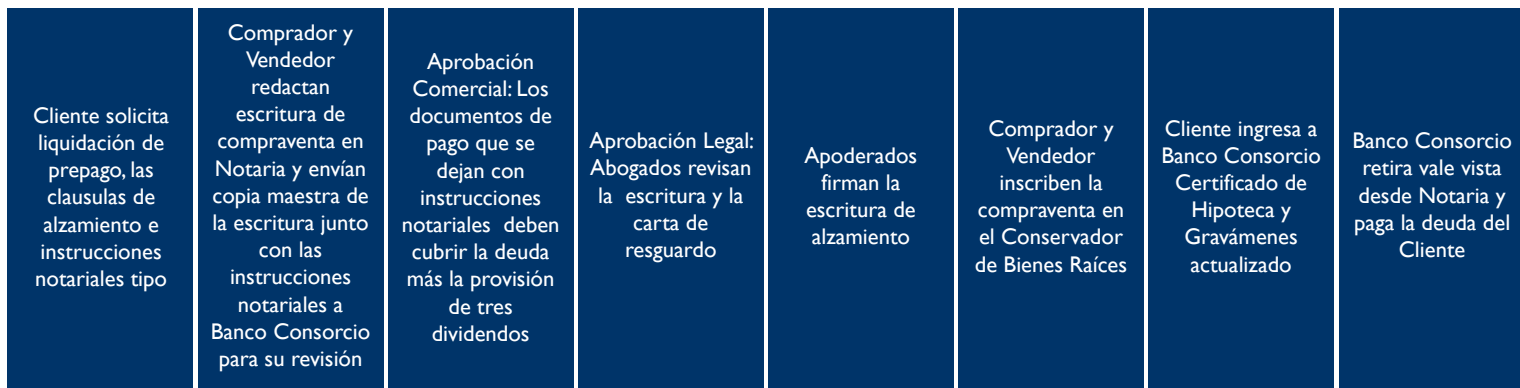 Cliente solicita
liquidación de
prepago, las
clausulas de
alzamiento e
instrucciones
notariales tipo
Comprador y
Vendedor
redactan
escritura de
compraventa en
Notaria y envían
copia maestra de
la escritura junto
con las
instrucciones
notariales a
Banco Consorcio
para su revisión
Aprobación
Comercial: Los
documentos de
pago que se
dejan con
instrucciones
notariales deben
cubrir la deuda
más la provisión
de tres
dividendos
Aprobación Legal:
Abogados revisan
la escritura y la
carta de
resguardo
Apoderados
firman la
escritura de
alzamiento
Comprador y
Vendedor
inscriben la
compraventa en
el Conservador
de Bienes Raíces
Cliente ingresa a
Banco Consorcio
Certificado de
Hipoteca y
Gravámenes
actualizado
Banco Consorcio
retira vale vista
desde Notaria y
paga la deuda del
Cliente